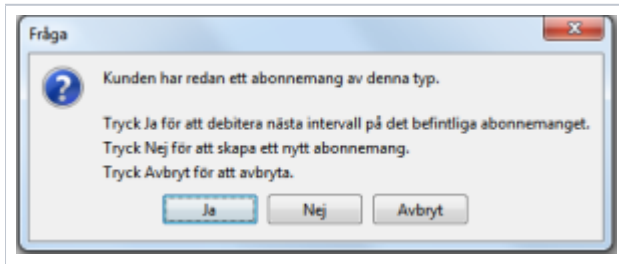 Fråga
Kunden har redan ett abonnemang av denna typ.
Tryck Ja för att debitera nästa intervall på det befintliga abonnemanget.
Tryck Nej för att skapa ett nytt abonnemang.
Tryck Avbryt för att avbryta.
Ja Nej Avbryt